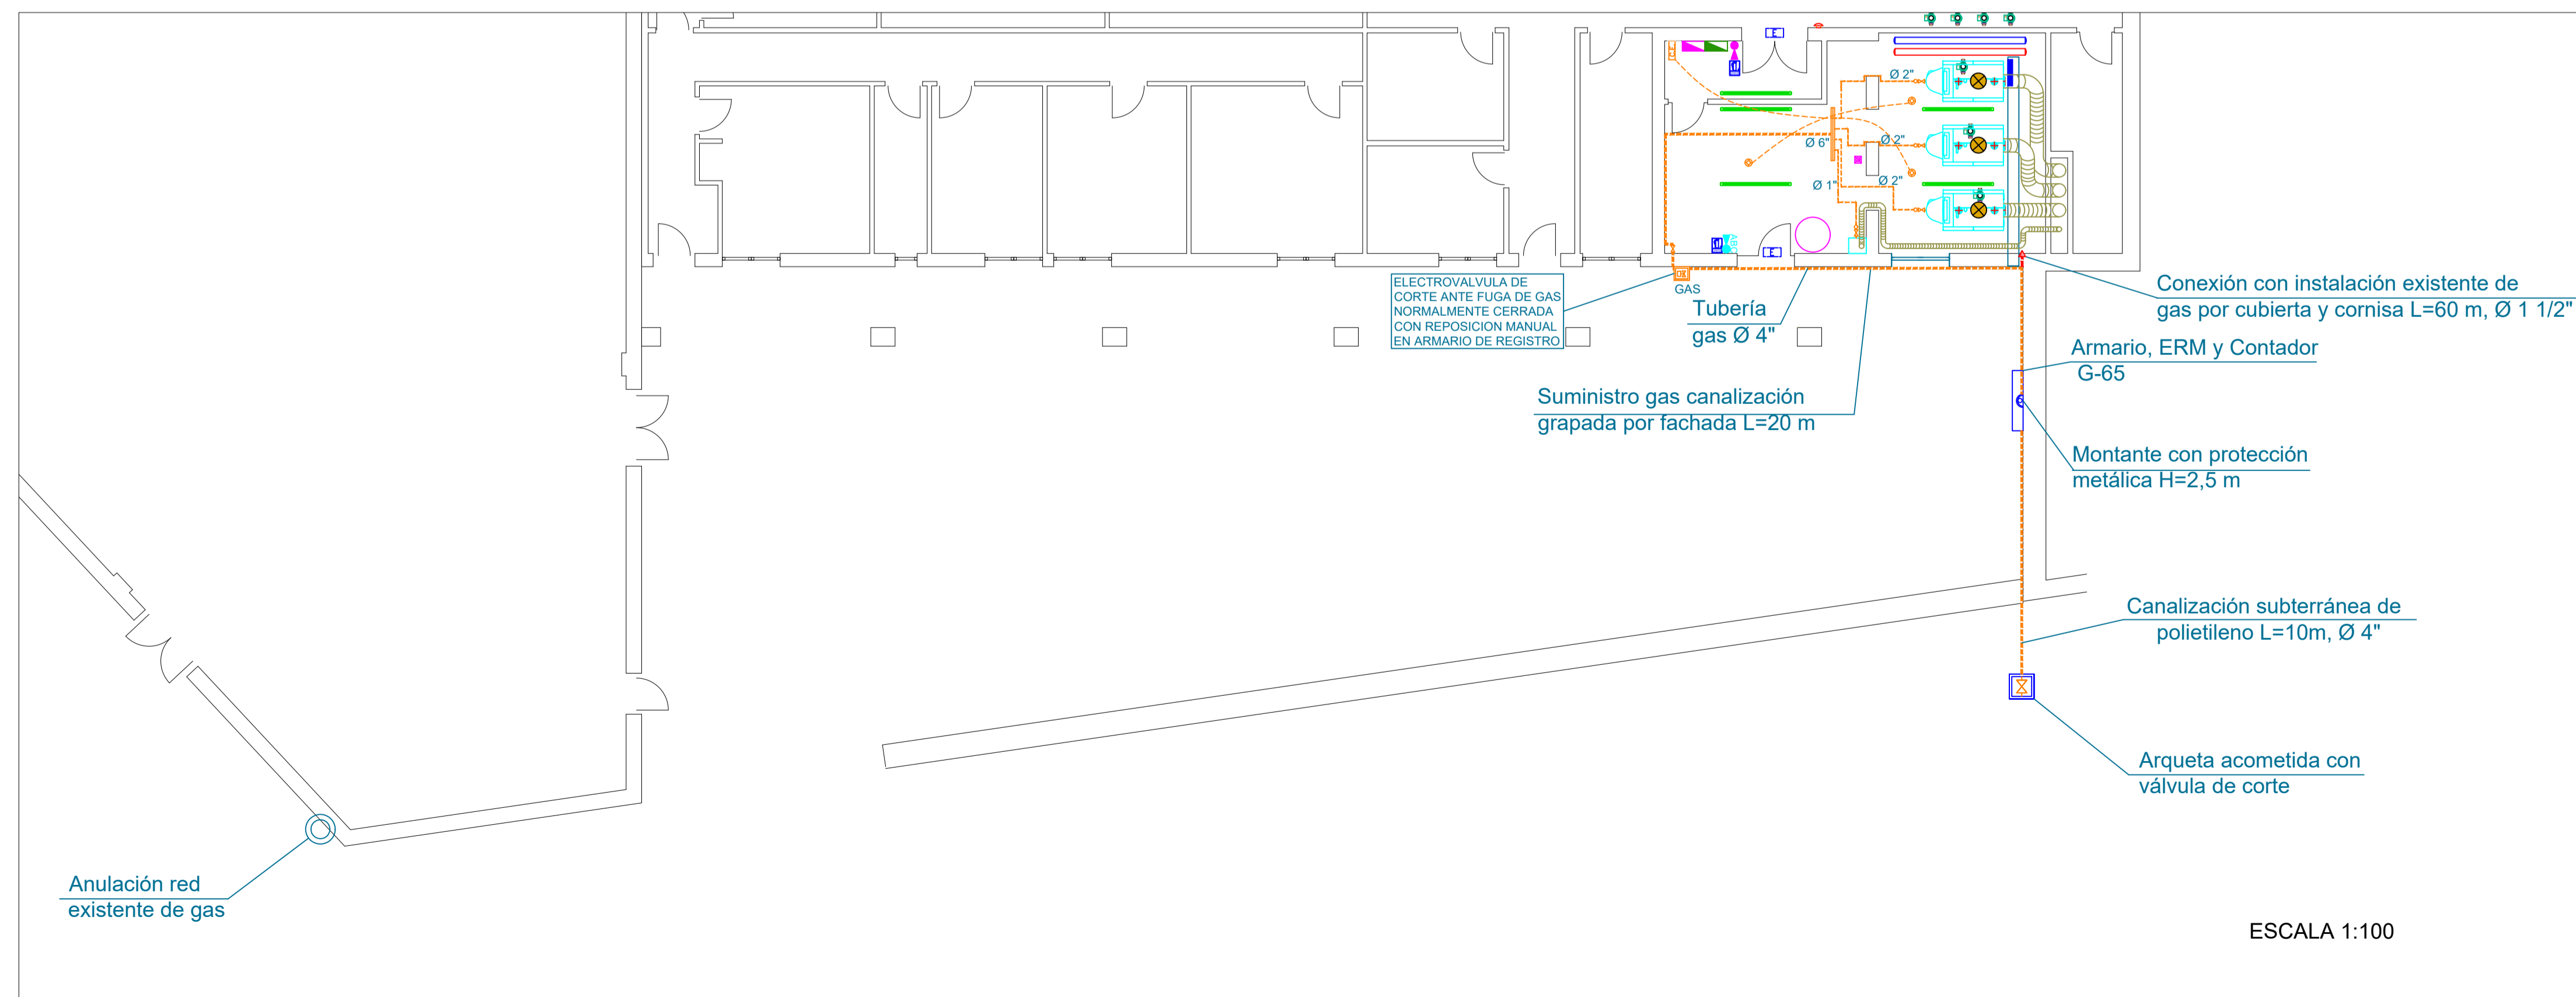 Ø 2"
Ø 2"
Ø 6"
Ø 1"
Ø 2"
E
E
ABC
ELECTROVALVULA DE
CORTE ANTE FUGA DE GAS
NORMALMENTE CERRADA
CON REPOSICION MANUAL
EN ARMARIO DE REGISTRO
GAS
Tubería
gas Ø 4"
Suministro gas canalización
grapada por fachada L=20 m
Conexión con instalación existente de
gas por cubierta y cornisa L=60 m, Ø 1 1/2"
Armario, ERM y Contador
G-65
Montante con protección
metálica H=2,5 m
Canalización subterránea de
polietileno L=10m, Ø 4"
Arqueta acometida con
válvula de corte
Anulación red
existente de gas
ESCALA 1:100